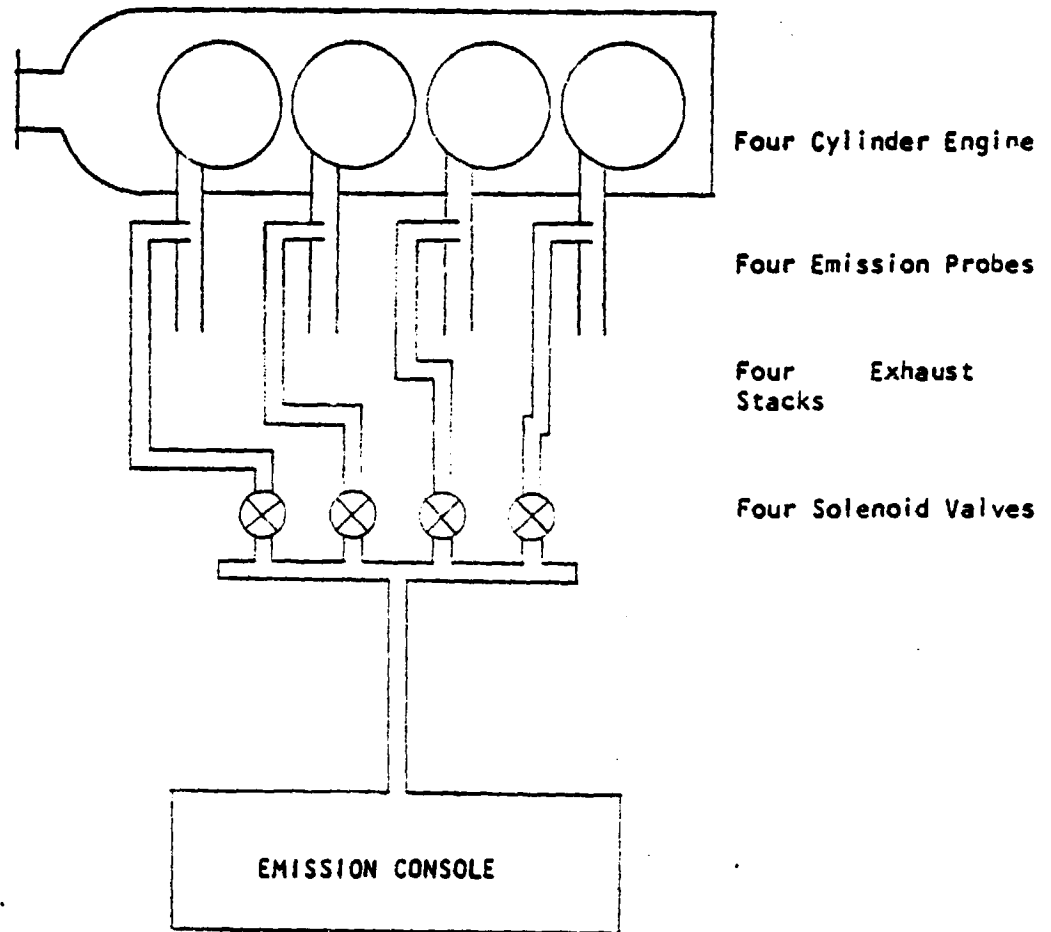 Four Cylinder Engine
Four Emission Probes
Four Exhaust
Stacks
Four Solenoid Valves
EMISSION CONSOLE